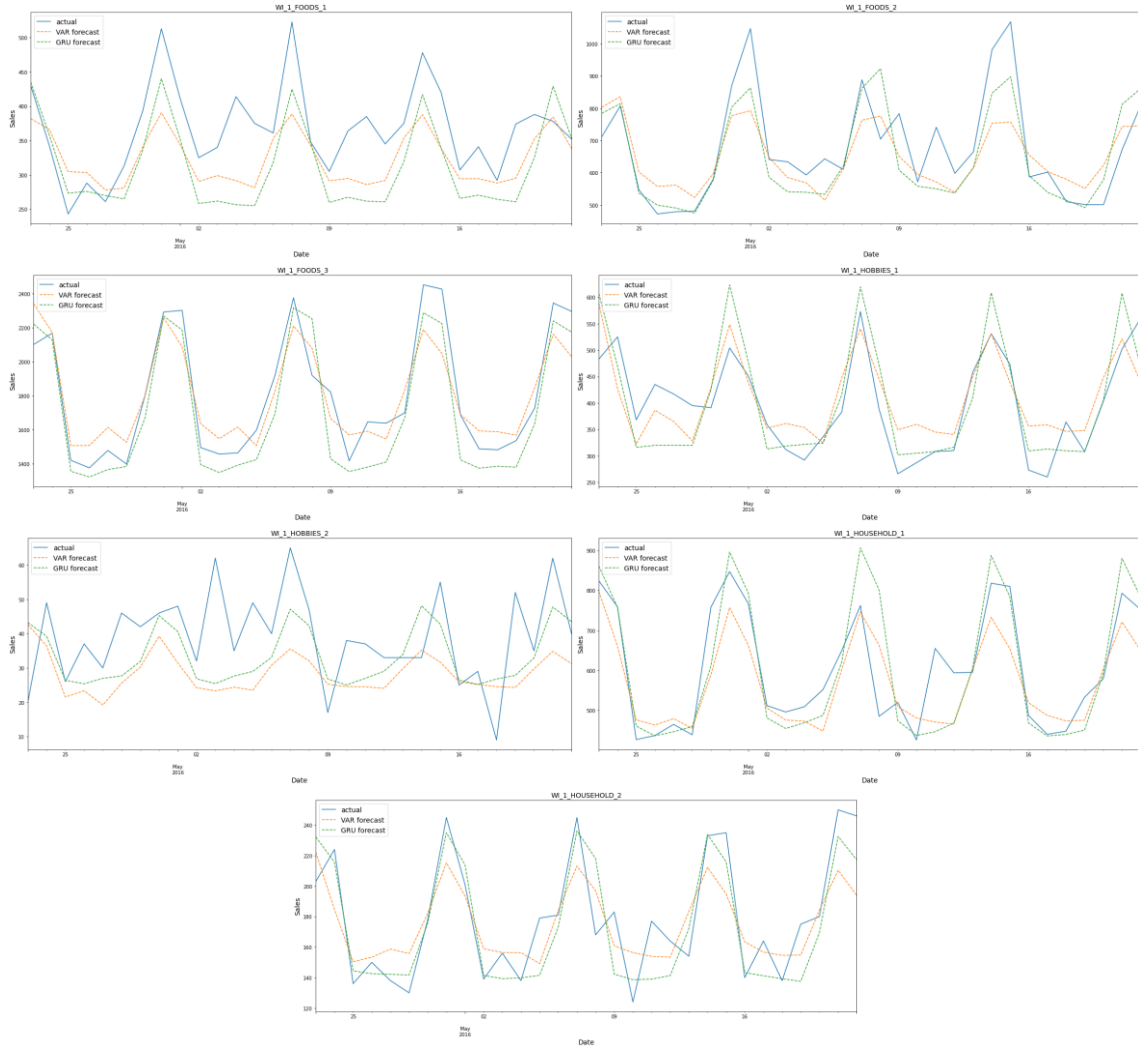 WI_1_FOODS_1
actual
VAR forecast
GRU forecast
Sales
500
450
400
350
300
250
25
May
2016
02
09
16
Date
WI_1_FOODS_2
actual
VAR forecast
GRU forecast
Sales
1000
900
800
700
600
500
25
May
2016
02
09
16
Date
WI_1_FOODS_3
actual
VAR forecast
GRU forecast
Sales
2400
2200
2000
1800
1600
1400
25
May
2016
02
09
16
Date
WI_1_HOBBIES_1
actual
VAR forecast
GRU forecast
Sales
600
550
500
450
400
350
300
250
25
May
2016
02
09
16
Date
WI_1_HOBBIES_2
actual
VAR forecast
GRU forecast
Sales
60
50
40
30
20
10
25
May
2016
02
09
16
Date
WI_1_HOUSEHOLD_1
actual
VAR forecast
GRU forecast
Sales
900
800
700
600
500
25
May
2016
02
09
16
Date
WI_1_HOUSEHOLD_2
actual
VAR forecast
GRU forecast
Sales
240
220
200
180
160
140
120
25
May
2016
02
09
16
Date